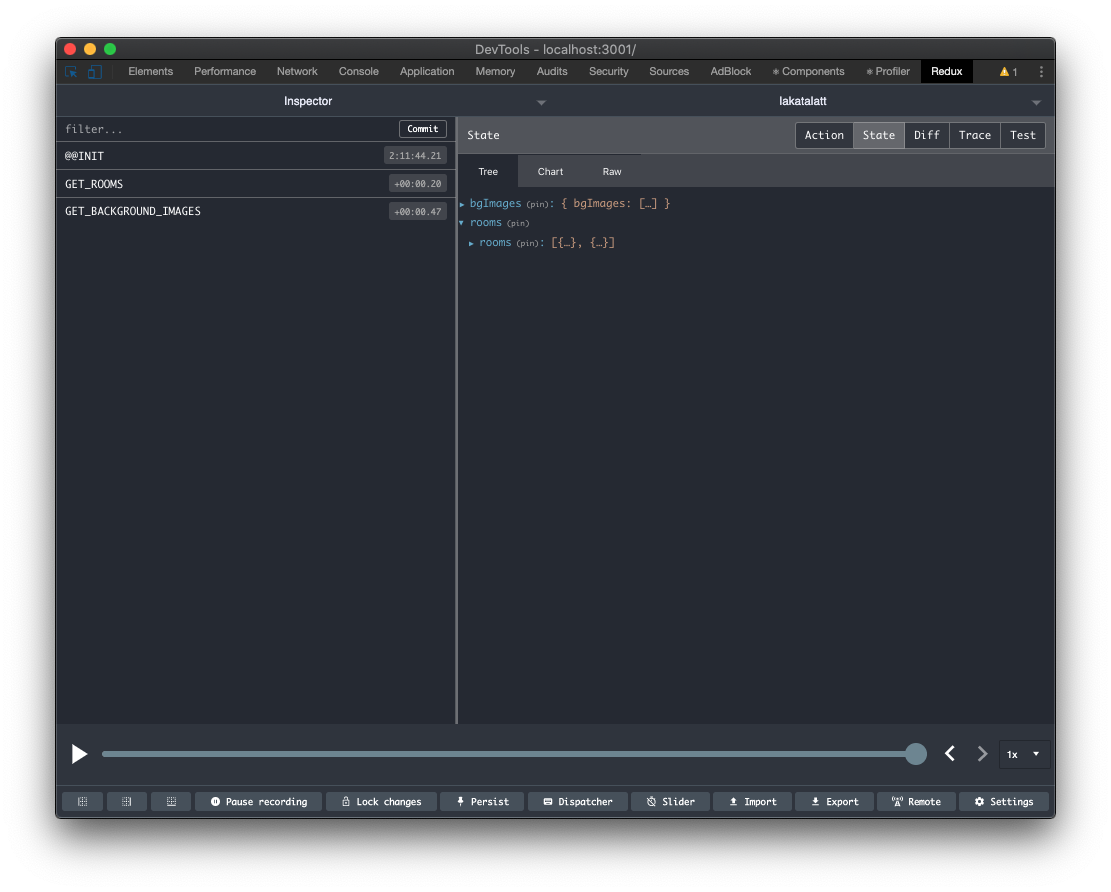 DevTools - localhost:3001/
Elements Performance Network Console Application Memory Audits Security Sources AdBlock ⚛ Components ⚛ Profiler Redux 1
Inspector lakatalatt
filter... Commit
State Action State Diff Trace Test
@@INIT 2:11:44.21
Tree Chart Raw
GET_ROOMS +00:00.20
GET_BACKGROUND_IMAGES +00:00.47
bgImages (pin): { bgImages: […] }
rooms (pin)
rooms (pin): [{…}, {…}]
1x
Pause recording Lock changes Persist Dispatcher Slider Import Export Remote Settings